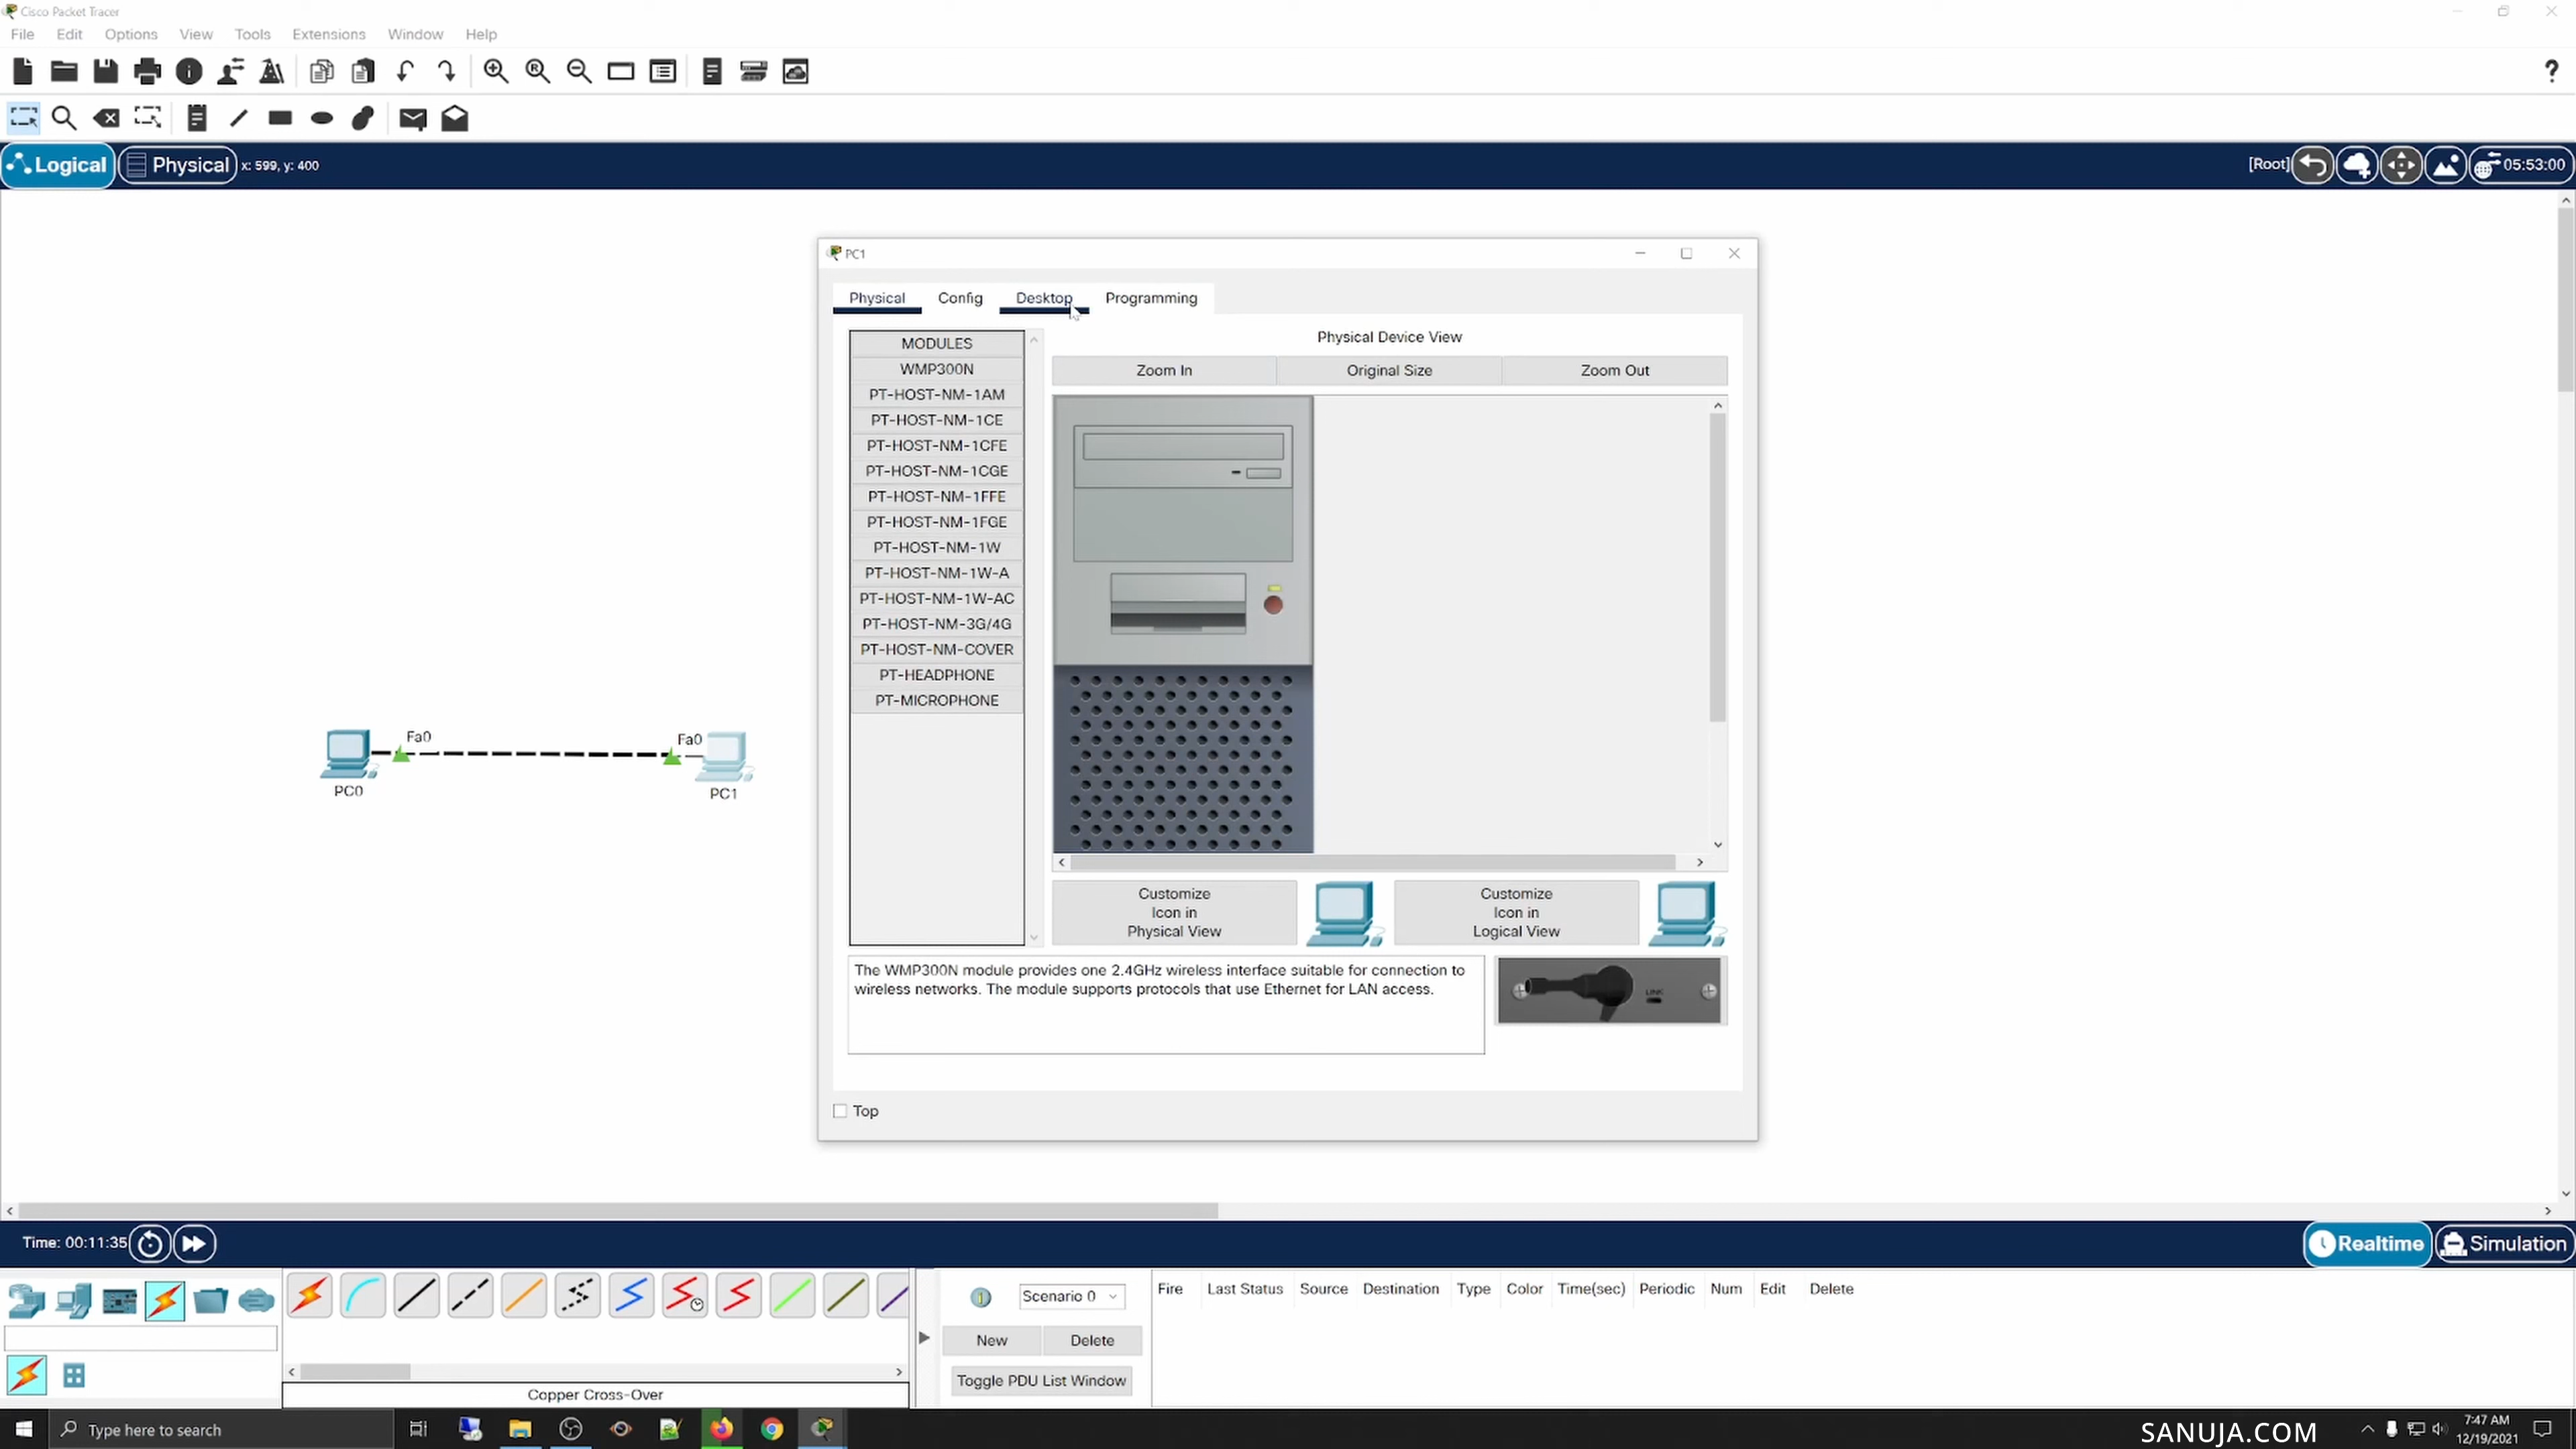 Cisco Packet Tracer
File Edit Options View Tools Extensions Window Help
?
Logical Physical x: 599, y: 400 [Root] 05:53:00
PC1
Physical Config Desktop Programming
MODULES
WMP300N
PT-HOST-NM-1AM
PT-HOST-NM-1CE
PT-HOST-NM-1CFE
PT-HOST-NM-1CGE
PT-HOST-NM-1FFE
PT-HOST-NM-1FGE
PT-HOST-NM-1W
PT-HOST-NM-1W-A
PT-HOST-NM-1W-AC
PT-HOST-NM-3G/4G
PT-HOST-NM-COVER
PT-HEADPHONE
PT-MICROPHONE
Physical Device View
Zoom In Original Size Zoom Out
Fa0 Fa0
PC0 PC1
Customize
Icon in
Physical View
Customize
Icon in
Logical View
The WMP300N module provides one 2.4GHz wireless interface suitable for connection to
wireless networks. The module supports protocols that use Ethernet for LAN access.
LINK
Top
Time: 00:11:35 Realtime Simulation
Scenario 0
New Delete
Toggle PDU List Window
Fire Last Status Source Destination Type Color Time(sec) Periodic Num Edit Delete
Copper Cross-Over
Type here to search
SANUJA.COM
7:47 AM
12/19/2021